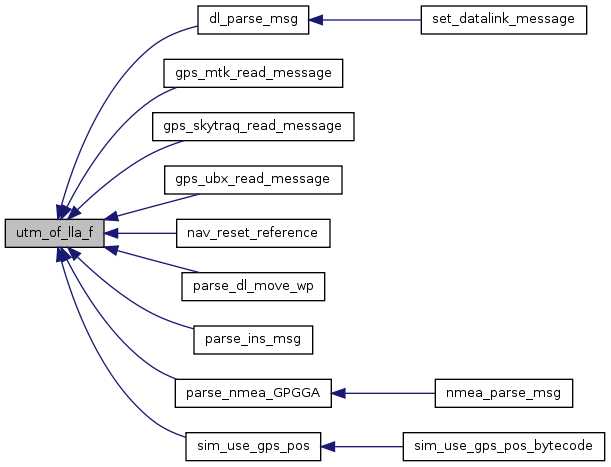 dl_parse_msg
set_datalink_message
gps_mtk_read_message
gps_skytraq_read_message
gps_ubx_read_message
utm_of_lla_f
nav_reset_reference
parse_dl_move_wp
parse_ins_msg
parse_nmea_GPGGA
nmea_parse_msg
sim_use_gps_pos
sim_use_gps_pos_bytecode